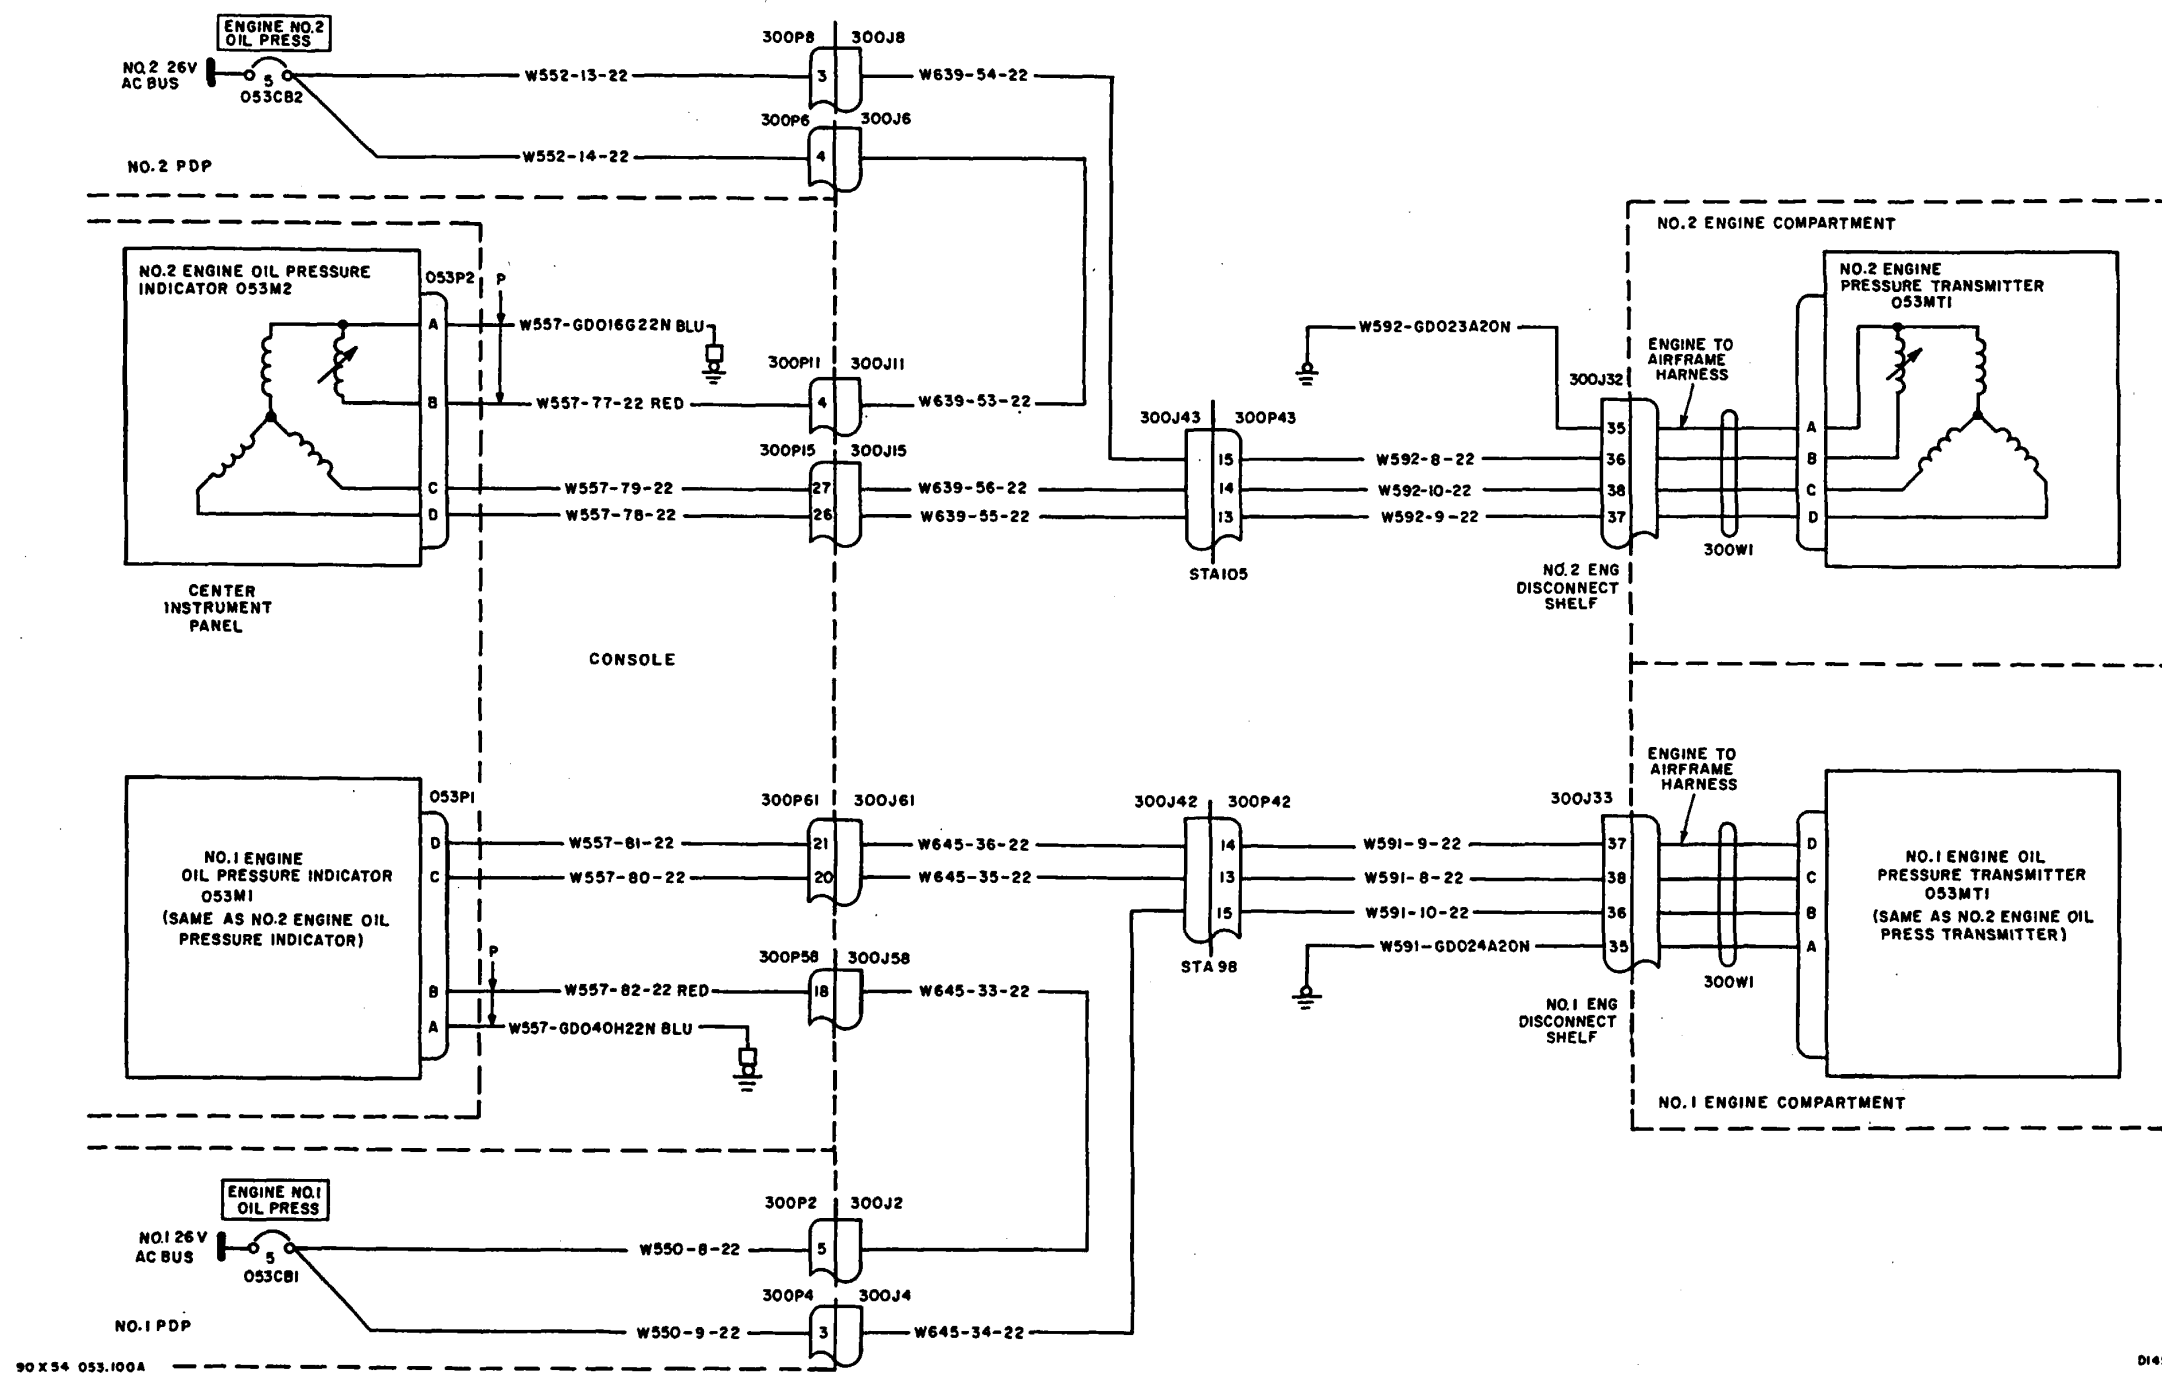 ENGINE NO.2
OIL PRESS
NO.2 26V
AC BUS
5
053CB2
W552-13-22
300P8
300J8
3
W639-54-22
W552-14-22
300P6
300J6
4
NO.2 PDP
NO.2 ENGINE OIL PRESSURE
INDICATOR 053M2
053P2
P
A
W557-GD016G22N BLU
B
W557-77-22 RED
300P11
300J11
4
W639-53-22
300P15
300J15
C
W557-79-22
27
W639-56-22
D
W557-78-22
26
W639-55-22
CENTER
INSTRUMENT
PANEL
CONSOLE
300J43
300P43
15
W592-8-22
14
W592-10-22
13
W592-9-22
STA105
W592-GD023A20N
300J32
35
36
38
37
NO.2 ENG
DISCONNECT
SHELF
NO.2 ENGINE COMPARTMENT
ENGINE TO
AIRFRAME
HARNESS
300W1
NO.2 ENGINE
PRESSURE TRANSMITTER
053MT1
A
B
C
D
NO.1 ENGINE
OIL PRESSURE INDICATOR
053M1
(SAME AS NO.2 ENGINE OIL
PRESSURE INDICATOR)
053P1
D
W557-81-22
300P61
300J61
21
W645-36-22
C
W557-80-22
20
W645-35-22
P
B
W557-82-22 RED
300P58
300J58
18
W645-33-22
A
W557-GD040H22N BLU
300J42
300P42
14
W591-9-22
13
W591-8-22
15
W591-10-22
W591-GD024A20N
STA 98
300J33
37
38
36
35
NO.1 ENG
DISCONNECT
SHELF
ENGINE TO
AIRFRAME
HARNESS
300W1
D
C
B
A
NO.1 ENGINE OIL
PRESSURE TRANSMITTER
053MT1
(SAME AS NO.2 ENGINE OIL
PRESS TRANSMITTER)
NO.1 ENGINE COMPARTMENT
ENGINE NO.1
OIL PRESS
NO.1 26V
AC BUS
5
053CB1
W550-8-22
300P2
300J2
5
W550-9-22
300P4
300J4
3
W645-34-22
NO.1 PDP
90X54 053.100A